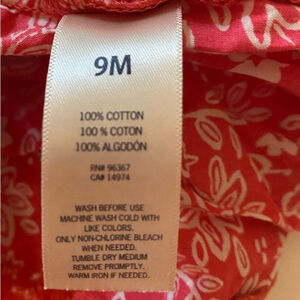 9M
100% COTTON
100 % COTON
100% ALGODÓN
RN# 96367
CA# 14974
WASH BEFORE USE
MACHINE WASH COLD WITH
LIKE COLORS.
ONLY NON-CHLORINE BLEACH
WHEN NEEDED.
TUMBLE DRY MEDIUM
REMOVE PROMPTLY.
WARM IRON IF NEEDED.